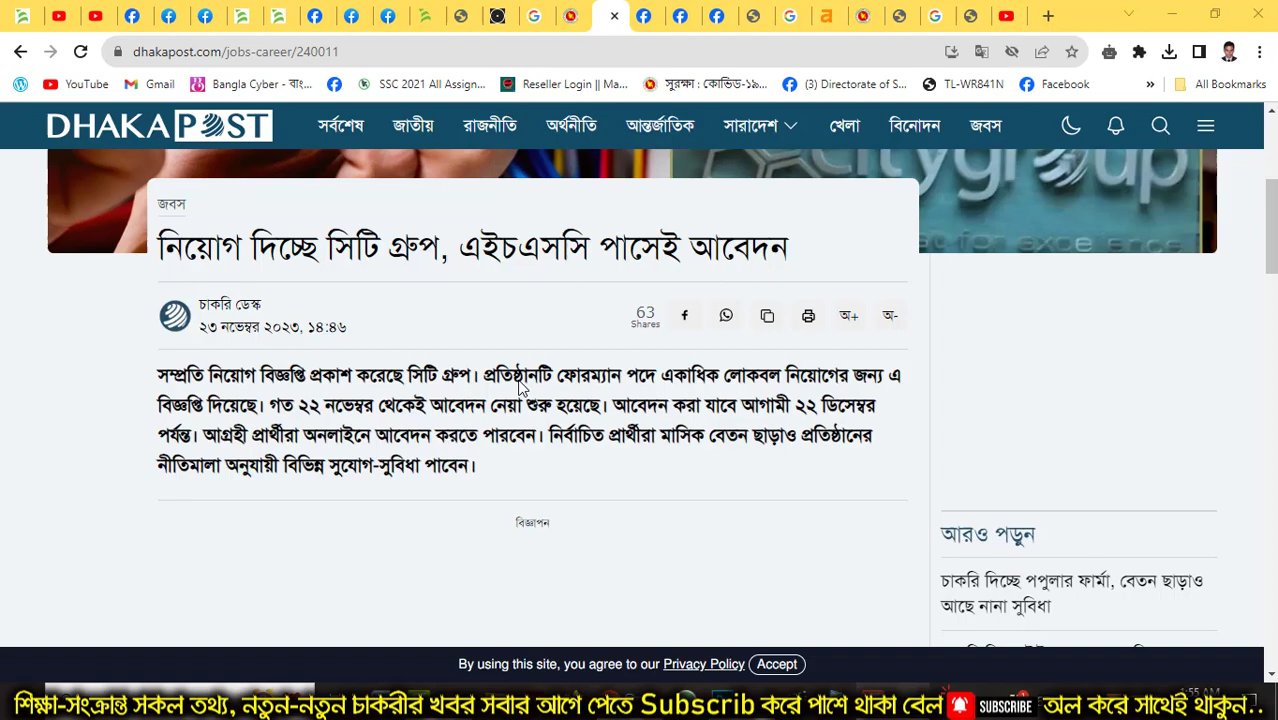 dhakapost.com/jobs-career/240011
YouTube
Gmail
Bangla Cyber - বাং...
SSC 2021 All Assign...
Reseller Login || Ma...
সুরক্ষা : কোভিড-১৯...
(3) Directorate of S...
TL-WR841N
Facebook
»
All Bookmarks
DHAKA POST
সর্বশেষ
জাতীয়
রাজনীতি
অর্থনীতি
আন্তর্জাতিক
সারাদেশ
খেলা
বিনোদন
জবস
citygroup
জবস
নিয়োগ দিচ্ছে সিটি গ্রুপ, এইচএসসি পাসেই আবেদন
চাকরি ডেস্ক
২৩ নভেম্বর ২০২৩, ১৪:৪৬
63
Shares
অ+
অ-
সম্প্রতি নিয়োগ বিজ্ঞপ্তি প্রকাশ করেছে সিটি গ্রুপ। প্রতিষ্ঠানটি ফোরম্যান পদে একাধিক লোকবল নিয়োগের জন্য এ
বিজ্ঞপ্তি দিয়েছে। গত ২২ নভেম্বর থেকেই আবেদন নেয়া শুরু হয়েছে। আবেদন করা যাবে আগামী ২২ ডিসেম্বর
পর্যন্ত। আগ্রহী প্রার্থীরা অনলাইনে আবেদন করতে পারবেন। নির্বাচিত প্রার্থীরা মাসিক বেতন ছাড়াও প্রতিষ্ঠানের
নীতিমালা অনুযায়ী বিভিন্ন সুযোগ-সুবিধা পাবেন।
বিজ্ঞাপন
আরও পড়ুন
চাকরি দিচ্ছে পপুলার ফার্মা, বেতন ছাড়াও
আছে নানা সুবিধা
By using this site, you agree to our Privacy Policy
Accept
শিক্ষা-সংক্রান্ত সকল তথ্য, নতুন-নতুন চাকরীর খবর সবার আগে পেতে Subscrib করে পাশে থাকা বেল SUBSCRIBE অল করে সাথেই থাকুন..